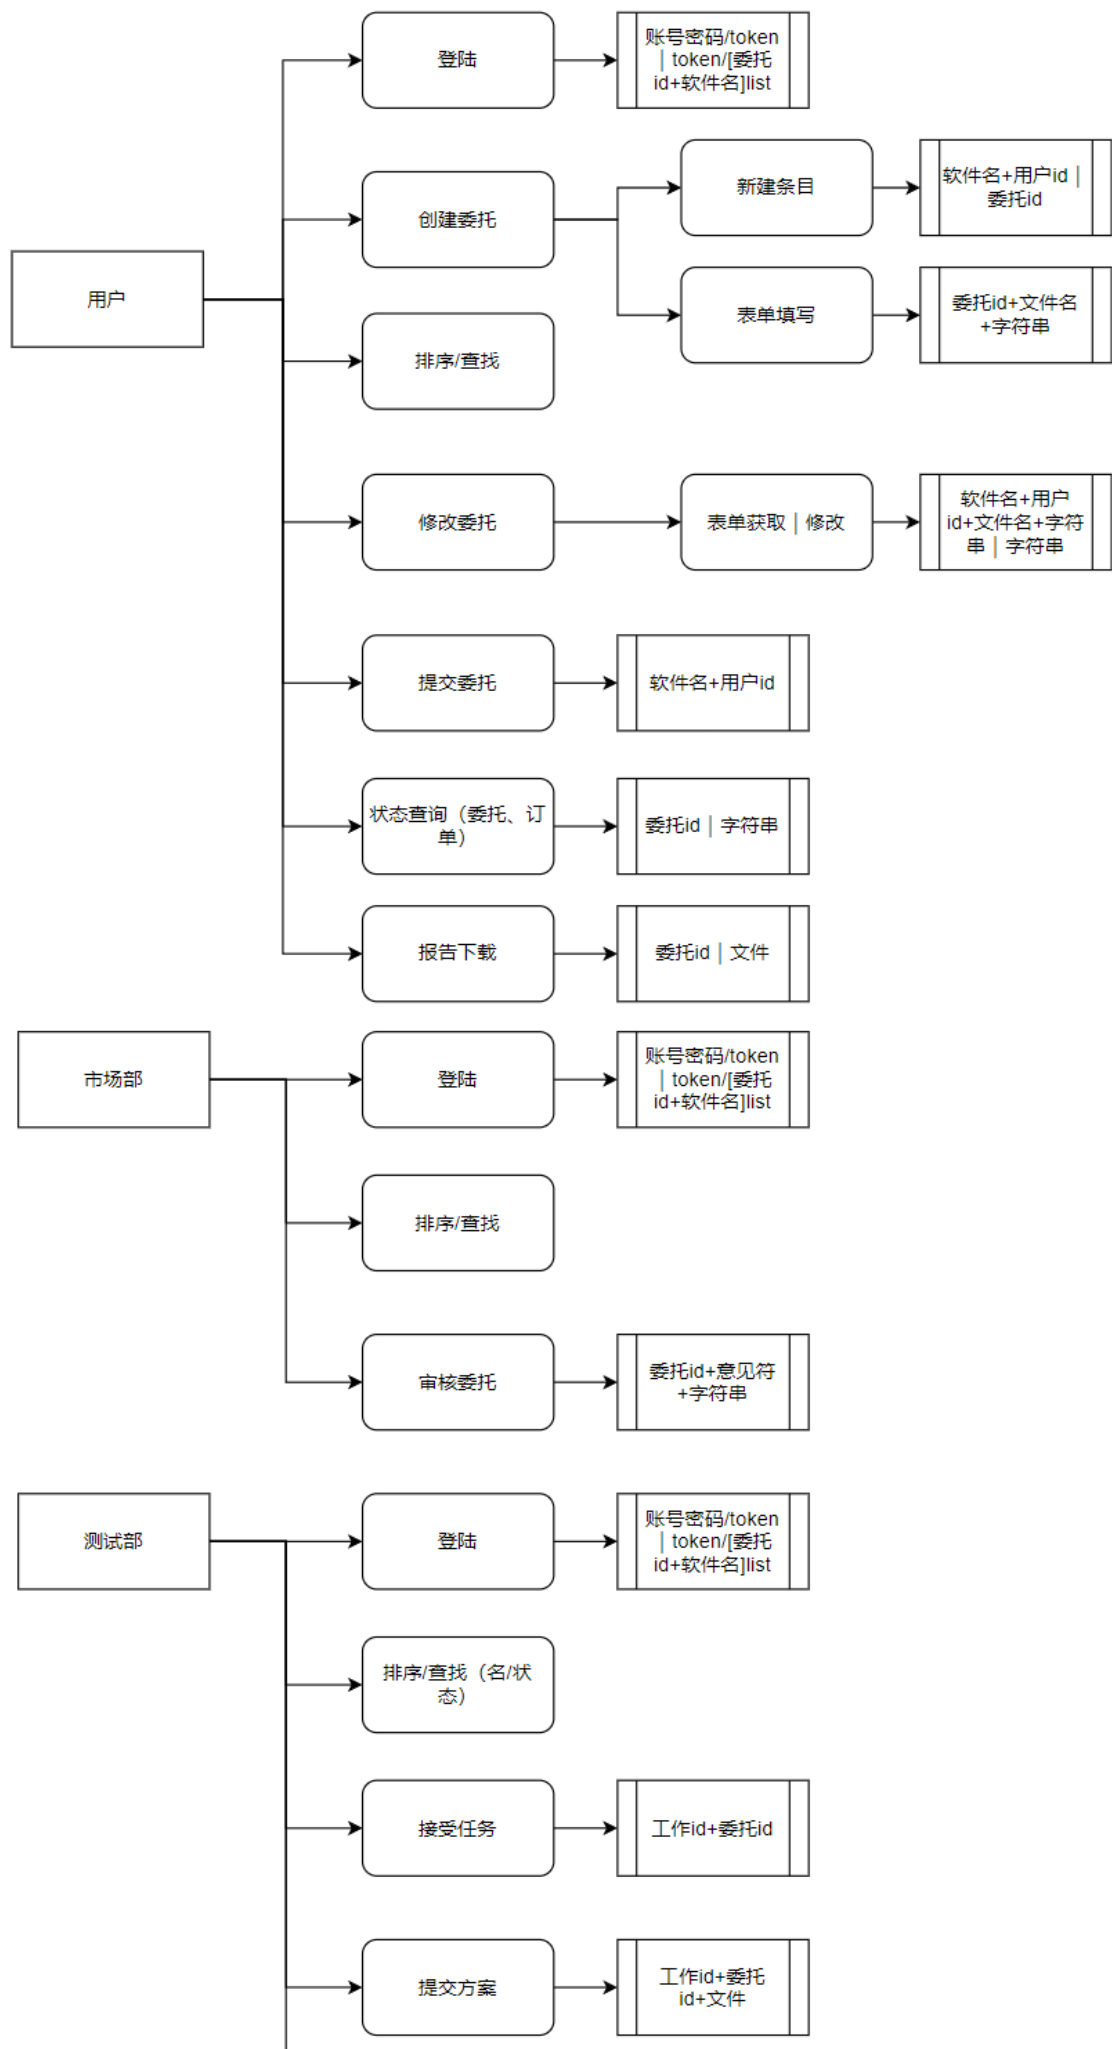 登陆
账号密码/token
| token/[委托
id+软件名]list
新建条目
软件名+用户id |
委托id
创建委托
用户
表单填写
委托id+文件名
+字符串
排序/查找
修改委托
表单获取 | 修改
软件名+用户
id+文件名+字符
串 | 字符串
提交委托
软件名+用户id
状态查询（委托、订
单）
委托id | 字符串
报告下载
委托id | 文件
市场部
登陆
账号密码/token
| token/[委托
id+软件名]list
排序/查找
审核委托
委托id+意见符
+字符串
测试部
登陆
账号密码/token
| token/[委托
id+软件名]list
排序/查找（名/状
态）
接受任务
工作id+委托id
提交方案
工作id+委托
id+文件